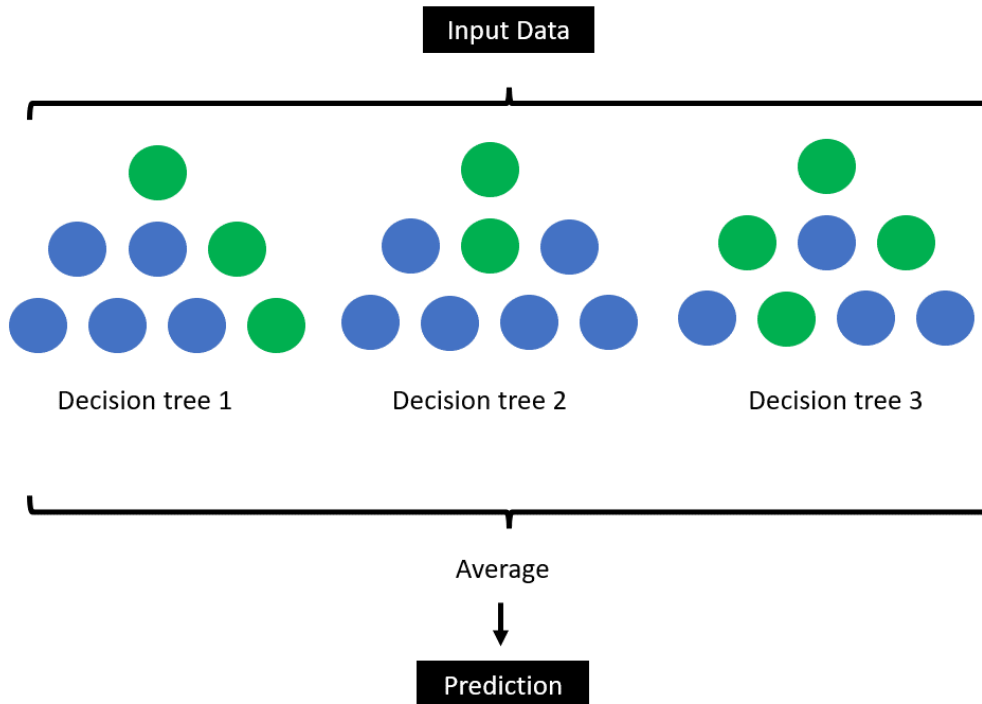 Input Data
Decision tree 1
Decision tree 2
Decision tree 3
Average
Prediction